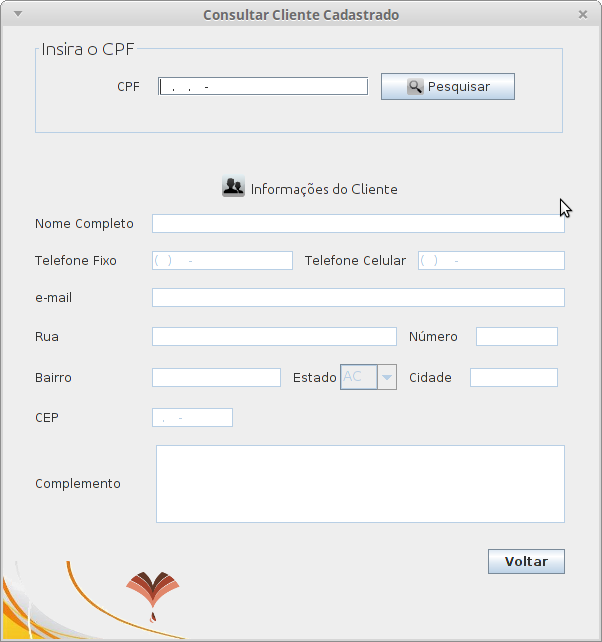 Consultar Cliente Cadastrado
Insira o CPF
CPF . . - Pesquisar
Informações do Cliente
Nome Completo
Telefone Fixo ( ) - Telefone Celular ( ) -
e-mail
Rua Número
Bairro Estado AC Cidade
CEP . -
Complemento
Voltar